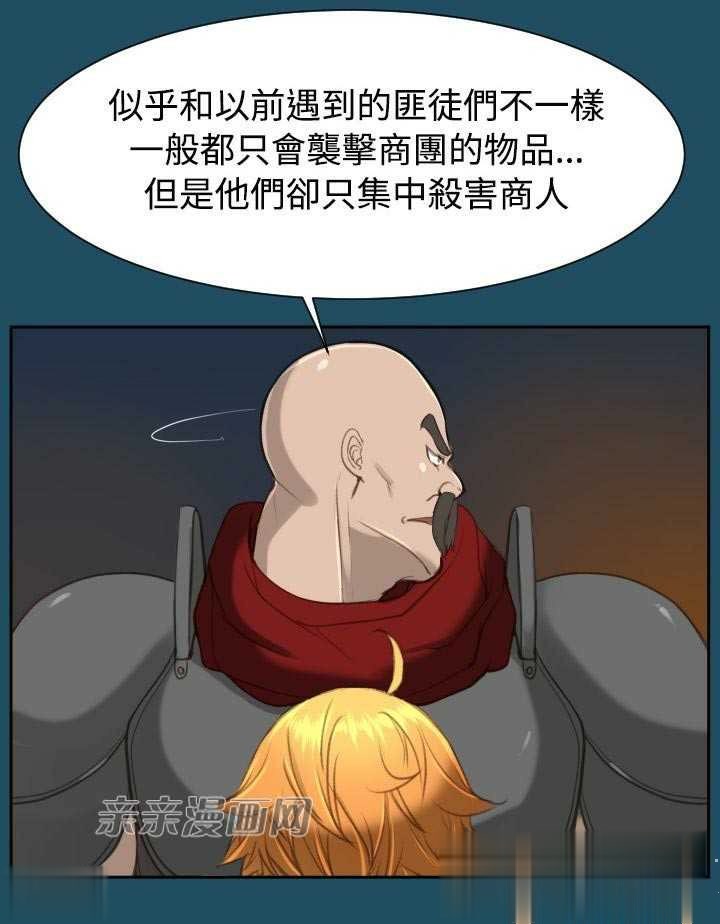 似乎和以前遇到的匪徒們不一樣
一般都只會襲擊商團的物品...
但是他們卻只集中殺害商人
亲亲漫画网